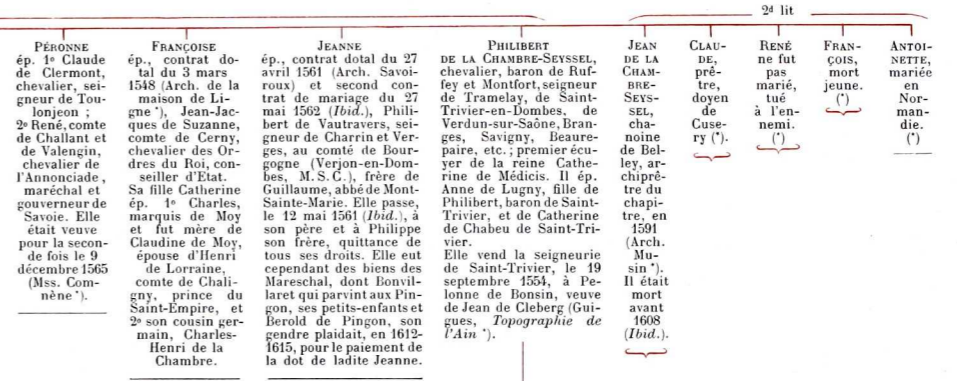 2ᵈ lit
PÉRONNE
ép. 1º Claude
de Clermont,
chevalier, sei-
gneur de Tou-
lonjeon ;
2º René, comte
de Challant et
de Valengin,
chevalier de
l'Annonciade,
maréchal et
gouverneur de
Savoie. Elle
était veuve
pour la secon-
de fois le 9
décembre 1565
(Mss. Com-
nène *).
FRANÇOISE
ép., contrat do-
tal du 3 mars
1548 (Arch. de la
maison de Li-
gne *), Jean-Jac-
ques de Suzanne,
comte de Cerny,
chevalier des Or-
dres du Roi, con-
seiller d'Etat.
Sa fille Catherine
ép. 1º Charles,
marquis de Moy
et fut mère de
Claudine de Moy,
épouse d'Henri
de Lorraine,
comte de Chali-
gny, prince du
Saint-Empire, et
2º son cousin ger-
main, Charles-
Henri de la
Chambre.
JEANNE
ép., contrat dotal du 27
avril 1561 (Arch. Savoi-
roux) et second con-
trat de mariage du 27
mai 1562 (Ibid.), Phili-
bert de Vautravers, sei-
gneur de Charrin et Ver-
ges, au comté de Bour-
gogne (Verjon-en-Dom-
bes, M. S. C.), frère de
Guillaume, abbé de Mont-
Sainte-Marie. Elle passe,
le 12 mai 1561 (Ibid.), à
son père et à Philippe
son frère, quittance de
tous ses droits. Elle eut
cependant des biens des
Mareschal, dont Bonvil-
laret qui parvint aux Pin-
gon, ses petits-enfants et
Berold de Pingon, son
gendre plaidait, en 1612-
1615, pour le paiement de
la dot de ladite Jeanne.
PHILIBERT
DE LA CHAMBRE-SEYSSEL,
chevalier, baron de Ruf-
fey et Montfort, seigneur
de Tramelay, de Saint-
Trivier-en-Dombes, de
Verdun-sur-Saône, Bran-
ges, Savigny, Beaure-
paire, etc. ; premier écu-
yer de la reine Cathe-
rine de Médicis. Il ép.
Anne de Lugny, fille de
Philibert, baron de Saint-
Trivier, et de Catherine
de Chabeu de Saint-Tri-
vier.
Elle vend la seigneurie
de Saint-Trivier, le 19
septembre 1554, à Pe-
lonne de Bonsin, veuve
de Jean de Cleberg (Gui-
gues, Topographie de
l'Ain *).
JEAN
DE LA
CHAM-
BRE-
SEYS-
SEL,
cha-
noine
de Bel-
ley, ar-
chiprê-
tre du
chapi-
tre, en
1591
(Arch.
Mu-
sin *).
Il était
mort
avant
1608
(Ibid.).
CLAU-
DE,
prê-
tre,
doyen
de
Cuse-
ry (*).
RENÉ
ne fut
pas
marié,
tué
à l'en-
nemi.
(*)
FRAN-
ÇOIS,
mort
jeune.
(*)
ANTOI-
NETTE,
mariée
en
Nor-
man-
die.
(*)